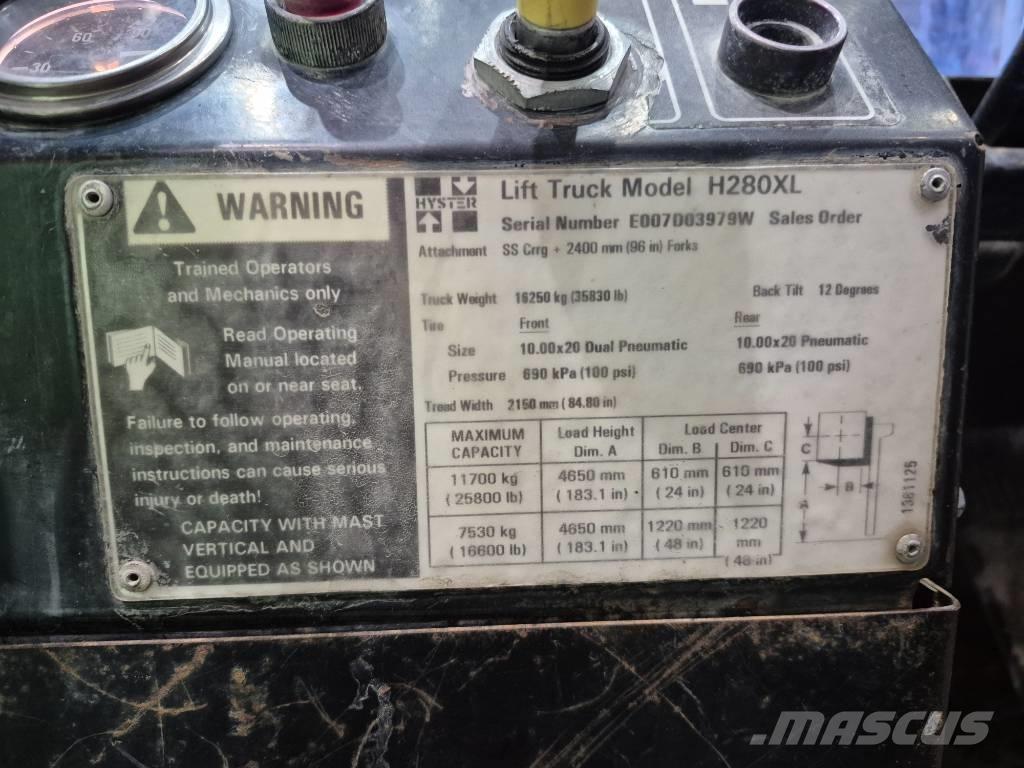 60
90
30
WARNING
Trained Operators
and Mechanics only
Read Operating
Manual located
on or near seat.
Failure to follow operating,
inspection, and maintenance
instructions can cause serious
injury or death!
CAPACITY WITH MAST
VERTICAL AND
EQUIPPED AS SHOWN
HYSTER
Lift Truck Model H280XL
Serial Number E007D03979W Sales Order
Attachment SS Crrg + 2400 mm (96 in) Forks
Truck Weight 16250 kg (35830 lb) Back Tilt 12 Degrees
Tire Front Rear
Size 10.00x20 Dual Pneumatic 10.00x20 Pneumatic
Pressure 690 kPa (100 psi) 690 kPa (100 psi)
Tread Width 2150 mm ( 84.80 in)
MAXIMUM CAPACITY Load Height Dim. A Load Center Dim. B Dim. C
11700 kg 4650 mm 610 mm 610 mm
( 25800 lb) ( 183.1 in) ( 24 in) ( 24 in)
7530 kg 4650 mm 1220 mm 1220 mm
( 16600 lb) ( 183.1 in) ( 48 in) ( 48 in)
C
B
A
1381125
MASCUS